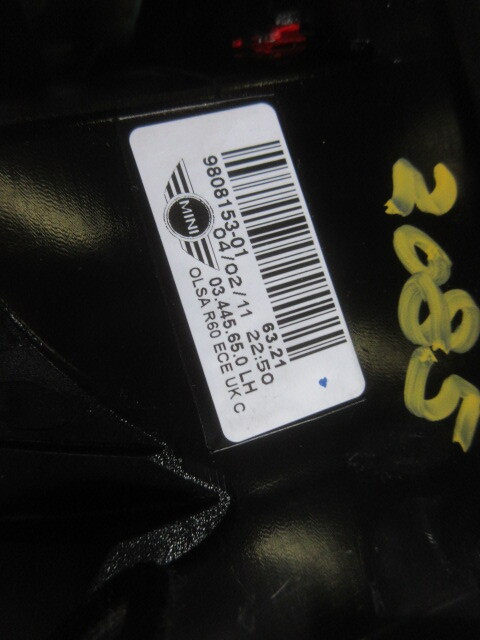 MINI
9808153-01
04/02/11 22:50
63.21
03.445.65.0 LH
OLSA R60 ECE UK C
2085